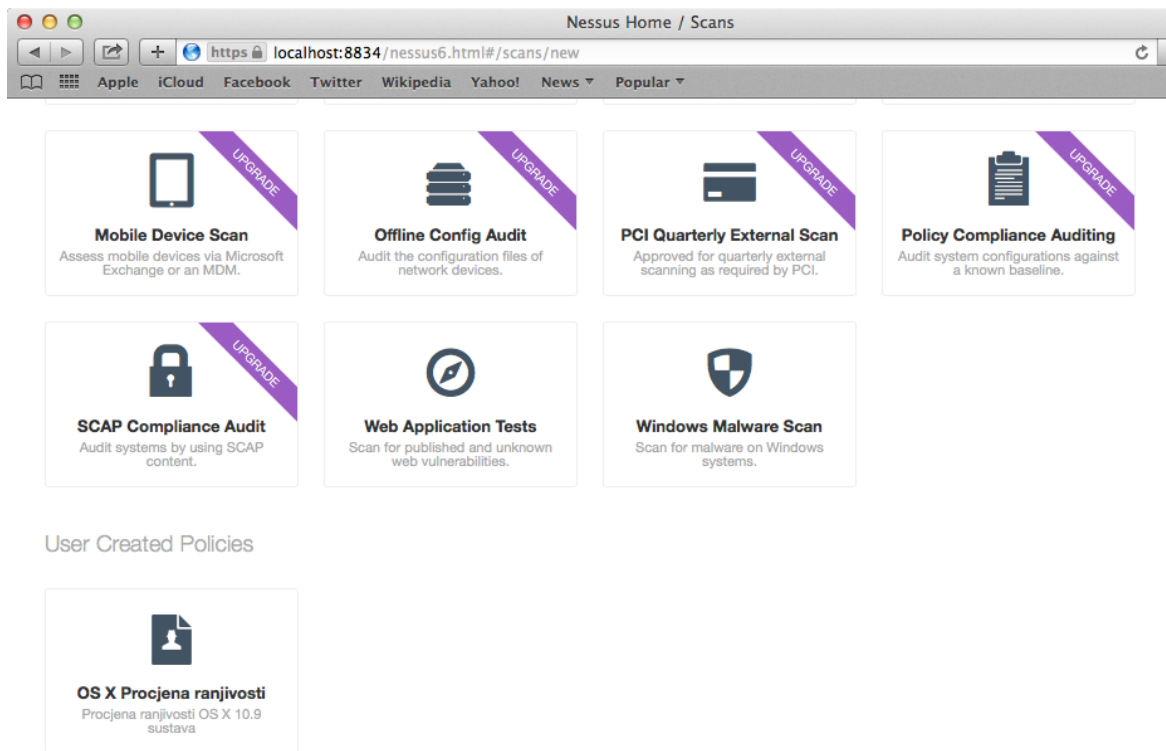 Nessus Home / Scans
https localhost:8834/nessus6.html#/scans/new
Apple iCloud Facebook Twitter Wikipedia Yahoo! News Popular
UPGRADE UPGRADE UPGRADE UPGRADE
Mobile Device Scan
Assess mobile devices via Microsoft
Exchange or an MDM.
Offline Config Audit
Audit the configuration files of
network devices.
PCI Quarterly External Scan
Approved for quarterly external
scanning as required by PCI.
Policy Compliance Auditing
Audit system configurations against
a known baseline.
UPGRADE
SCAP Compliance Audit
Audit systems by using SCAP
content.
Web Application Tests
Scan for published and unknown
web vulnerabilities.
Windows Malware Scan
Scan for malware on Windows
systems.
User Created Policies
OS X Procjena ranjivosti
Procjena ranjivosti OS X 10.9
sustava